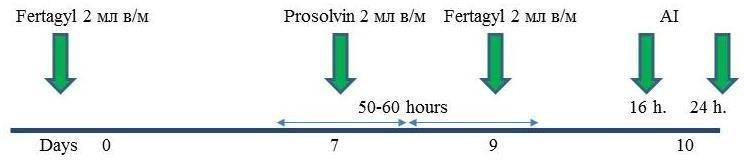 Fertagyl 2 мл в/м Prosolvin 2 мл в/м Fertagyl 2 мл в/м AI
50-60 hours 16 h. 24 h.
Days 0 7 9 10